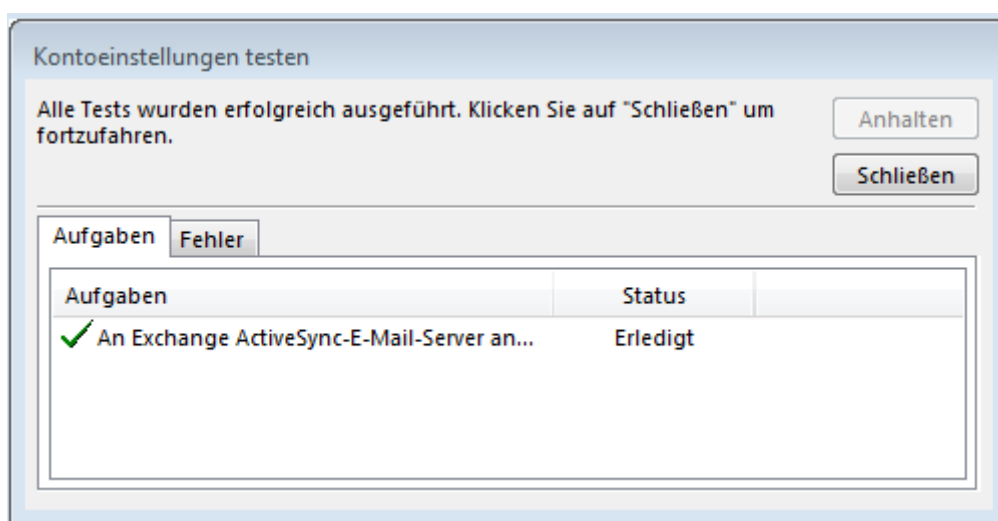 Kontoeinstellungen testen
Alle Tests wurden erfolgreich ausgeführt. Klicken Sie auf "Schließen" um
fortzufahren.
Anhalten
Schließen
Aufgaben Fehler
Aufgaben Status
An Exchange ActiveSync-E-Mail-Server an... Erledigt